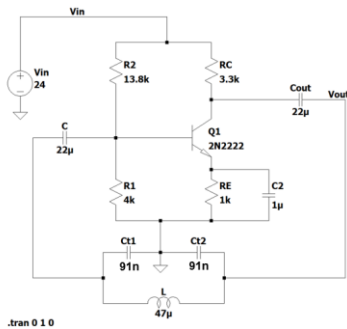 Vin
R2
13.8k
RC
3.3k
Vin
24
Cout
22µ
Vout
C
22µ
Q1
2N2222
R1
4k
RE
1k
C2
1µ
Ct1
91n
Ct2
91n
L
47µ
.tran 0 1 0